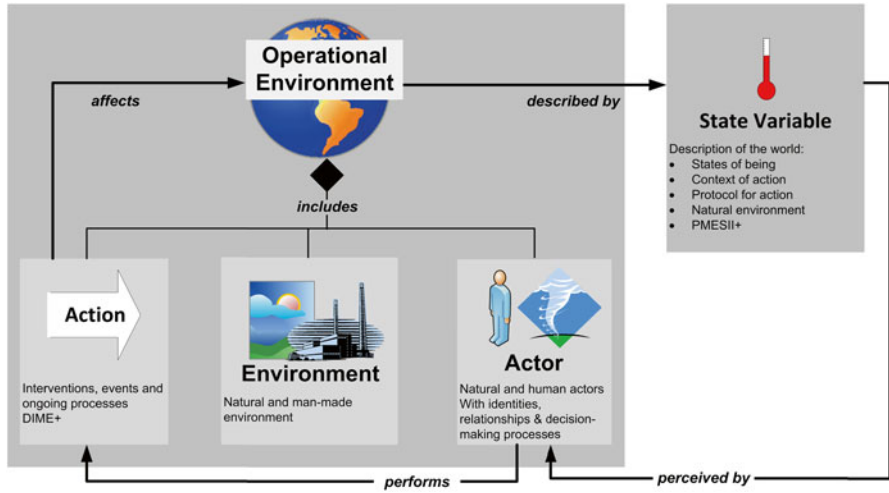 Operational
Environment
affects
described by
State Variable
Description of the world:
• States of being
• Context of action
• Protocol for action
• Natural environment
• PMESII+
includes
Action
Interventions, events and
ongoing processes
DIME+
Environment
Natural and man-made
environment
Actor
Natural and human actors
With identities,
relationships & decision-
making processes
performs
perceived by